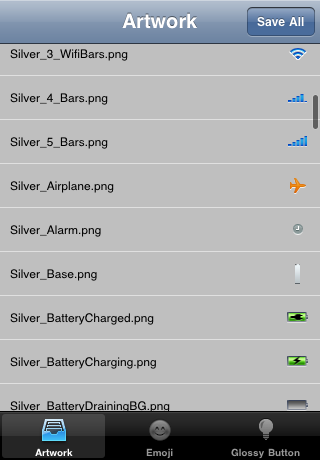 Artwork
Save All
Silver_3_WifiBars.png
Silver_4_Bars.png
Silver_5_Bars.png
Silver_Airplane.png
Silver_Alarm.png
Silver_Base.png
Silver_BatteryCharged.png
Silver_BatteryCharging.png
Silver_BatteryDrainingBG.png
Artwork
Emoji
Glossy Button